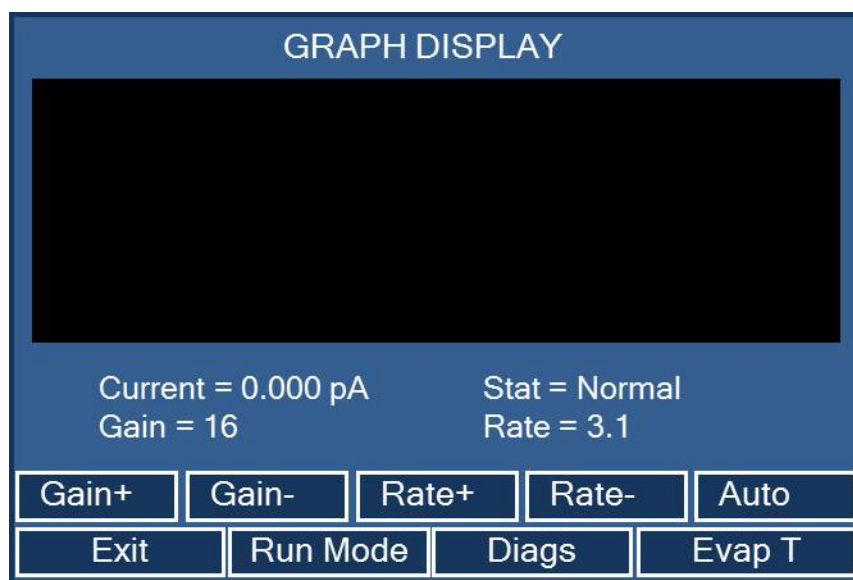 GRAPH DISPLAY
Current = 0.000 pA Stat = Normal
Gain = 16 Rate = 3.1
Gain+ Gain- Rate+ Rate- Auto
Exit Run Mode Diags Evap T